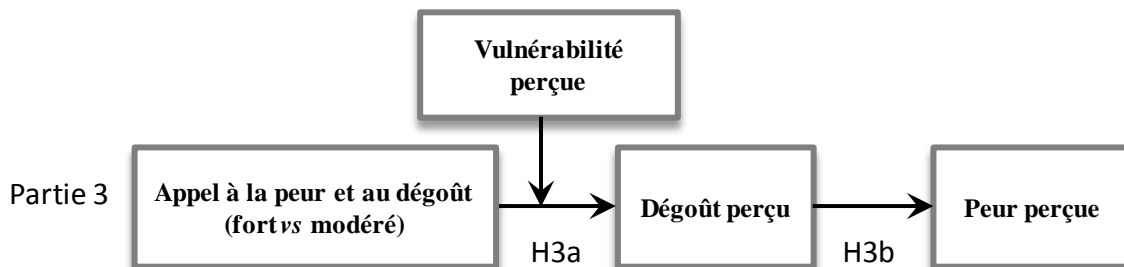 Vulnérabilité
perçue
Partie 3
Appel à la peur et au dégoût
(fort vs modéré)
Dégoût perçu
Peur perçue
H3a
H3b